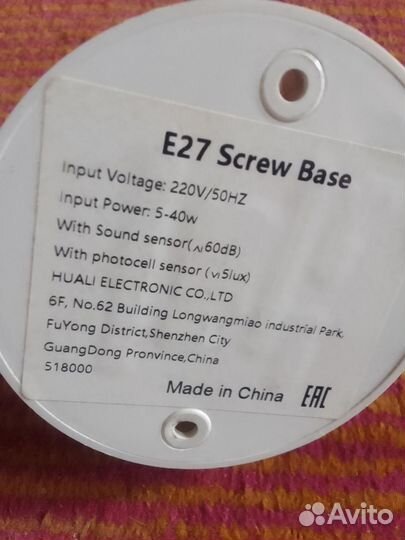 E27 Screw Base
Input Voltage: 220V/50HZ
Input Power: 5-40w
With Sound sensor(≥60dB)
With photocell sensor (≤5lux)
HUALI ELECTRONIC CO.,LTD
6F, No.62 Building Longwangmiao industrial Park,
FuYong District,Shenzhen City
GuangDong Pronvince,China
518000
Made in China EAC
Avito